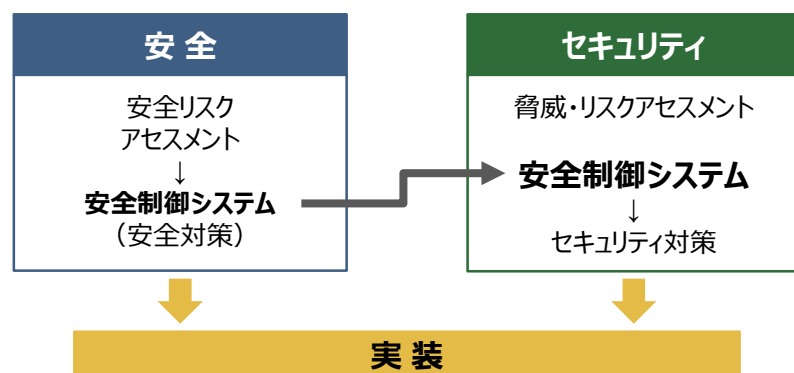 安 全
安全リスク
アセスメント
↓
安全制御システム
（安全対策）
セキュリティ
脅威・リスクアセスメント
安全制御システム
↓
セキュリティ対策
実 装